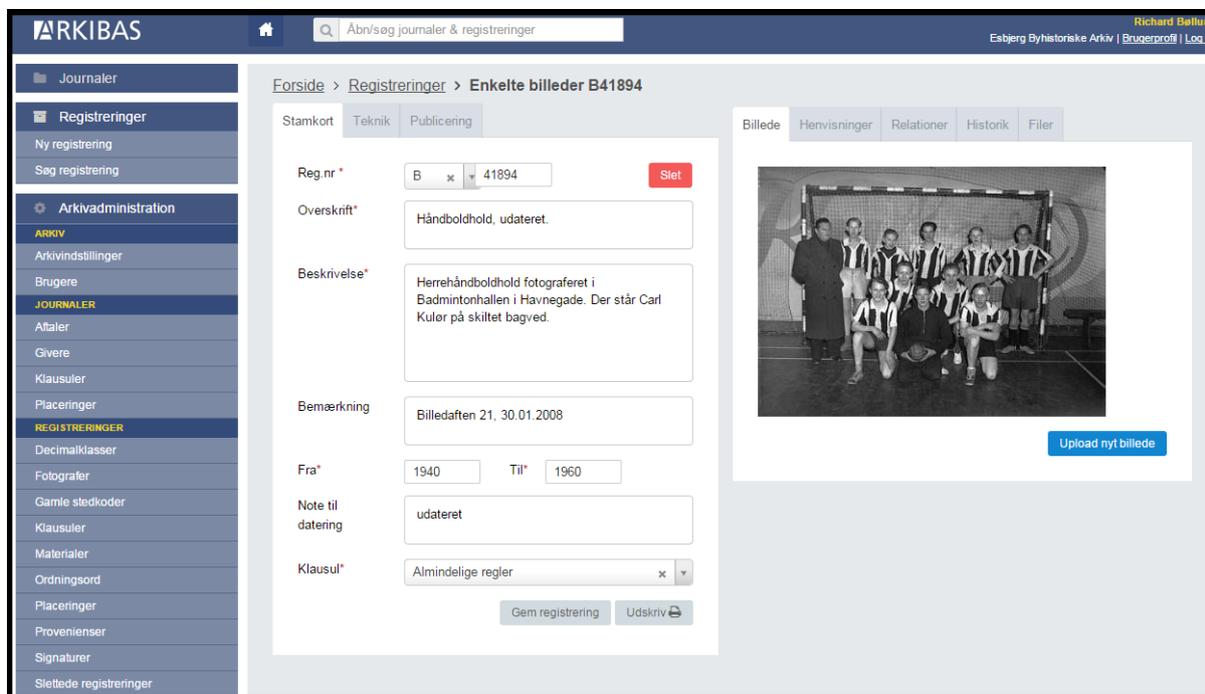 ARKIBAS
Åbn/søg journaler & registreringer
Richard Bøllu
Esbjerg Byhistoriske Arkiv | Brugerprofil | Log
Journaler
Registreringer
Ny registrering
Søg registrering
Arkivadministration
ARKIV
Arkivindstillinger
Brugere
JOURNALER
Aftaler
Givere
Klausuler
Placeringer
REGISTRERINGER
Decimalklasser
Fotografer
Gamle stedkoder
Klausuler
Materialer
Ordningsord
Placeringer
Provenienser
Signaturer
Slettede registreringer
Forside > Registreringer > Enkelte billeder B41894
Stamkort Teknik Publicering
Reg.nr * B 41894 Slet
Overskrift* Håndboldhold, udateret.
Beskrivelse* Herrehåndboldhold fotograferet i
Badmintonhallen i Havnegade. Der står Carl
Kulør på skiltet bagved.
Bemærkning Billedaften 21, 30.01.2008
Fra* 1940 Til* 1960
Note til
datering
udateret
Klausul* Almindelige regler
Gem registrering Udskriv
Billede Henvisninger Relationer Historik Filer
Upload nyt billede